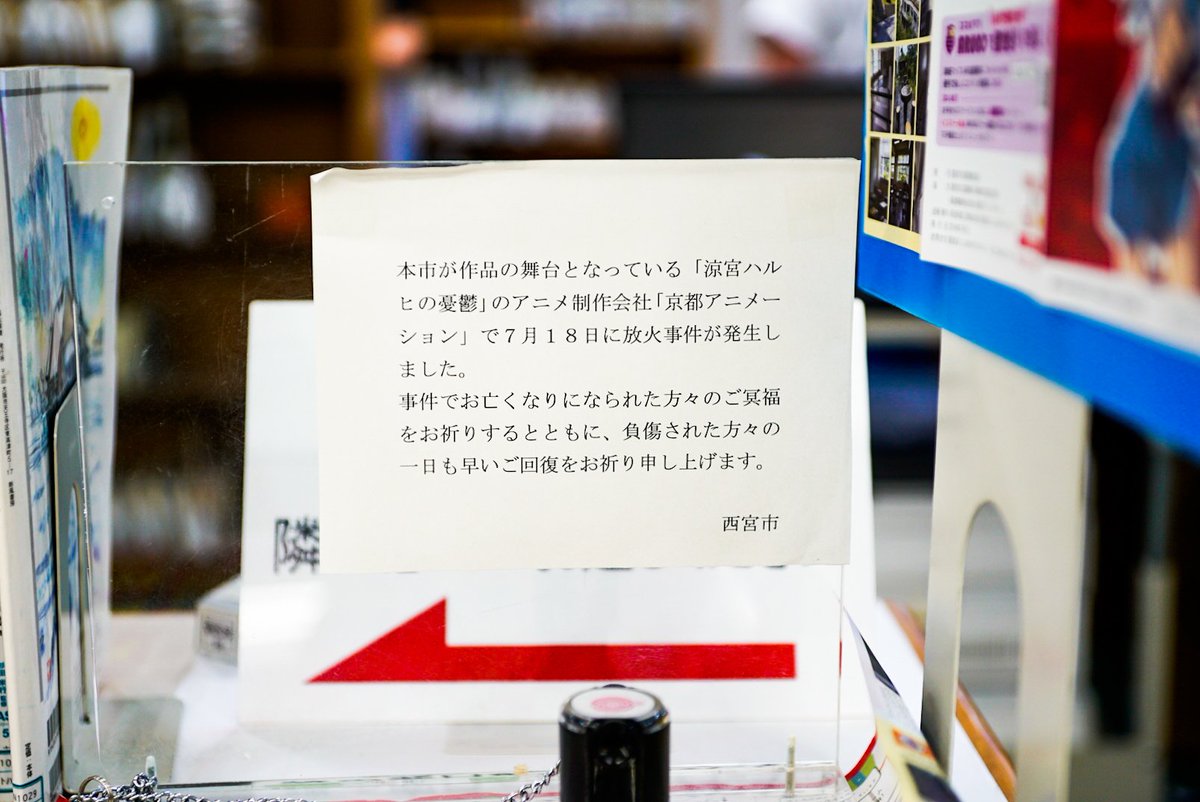 本市が作品の舞台となっている「涼宮ハル
ヒの憂鬱」のアニメ制作会社「京都アニメー
ション」で７月１８日に放火事件が発生し
ました。
事件でお亡くなりになられた方々のご冥福
をお祈りするとともに、負傷された方々の
一日も早いご回復をお祈り申し上げます。
西宮市
隣
1029